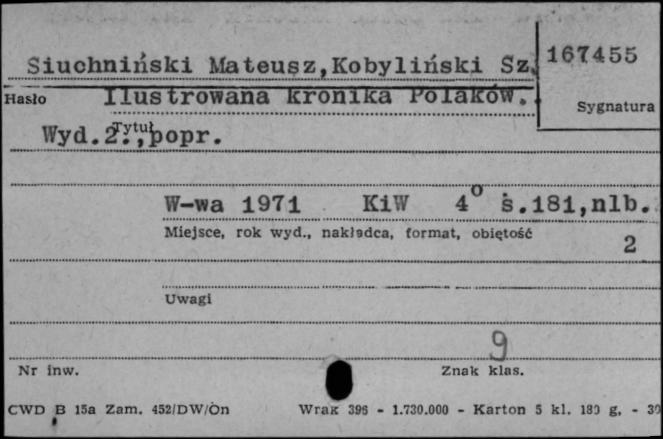 Siuchniński Mateusz,Kobyliński Sz.
167455
Hasło
Ilustrowana kronika Polaków.
Sygnatura
Tytuł
Wyd.2.,popr.
W-wa 1971 KiW 4° s.181,nlb.
Miejsce, rok wyd., nakładca, format, objętość
2
Uwagi
9
Nr inw.
Znak klas.
CWD B 15a Zam. 452/DW/On
Wrak 396 - 1.730.000 - Karton 5 kl. 180 g. - 30